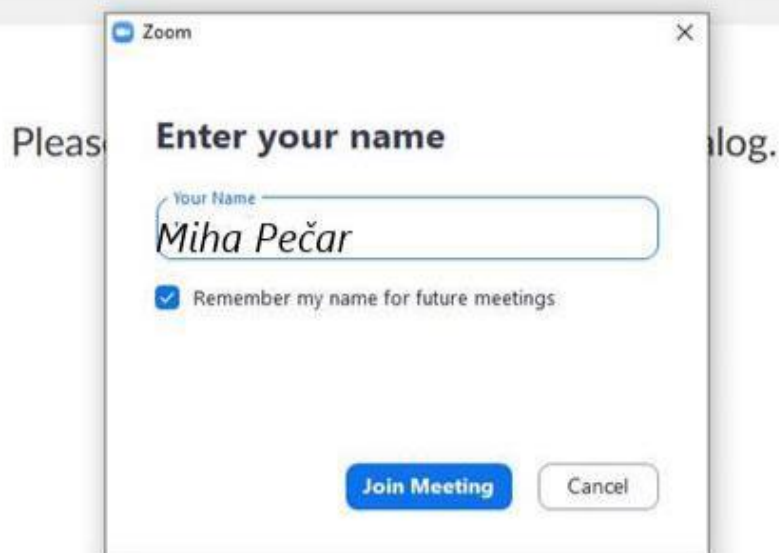 Zoom
Pleas
alog.
Enter your name
Your Name
Miha Pečar
Remember my name for future meetings
Join Meeting Cancel